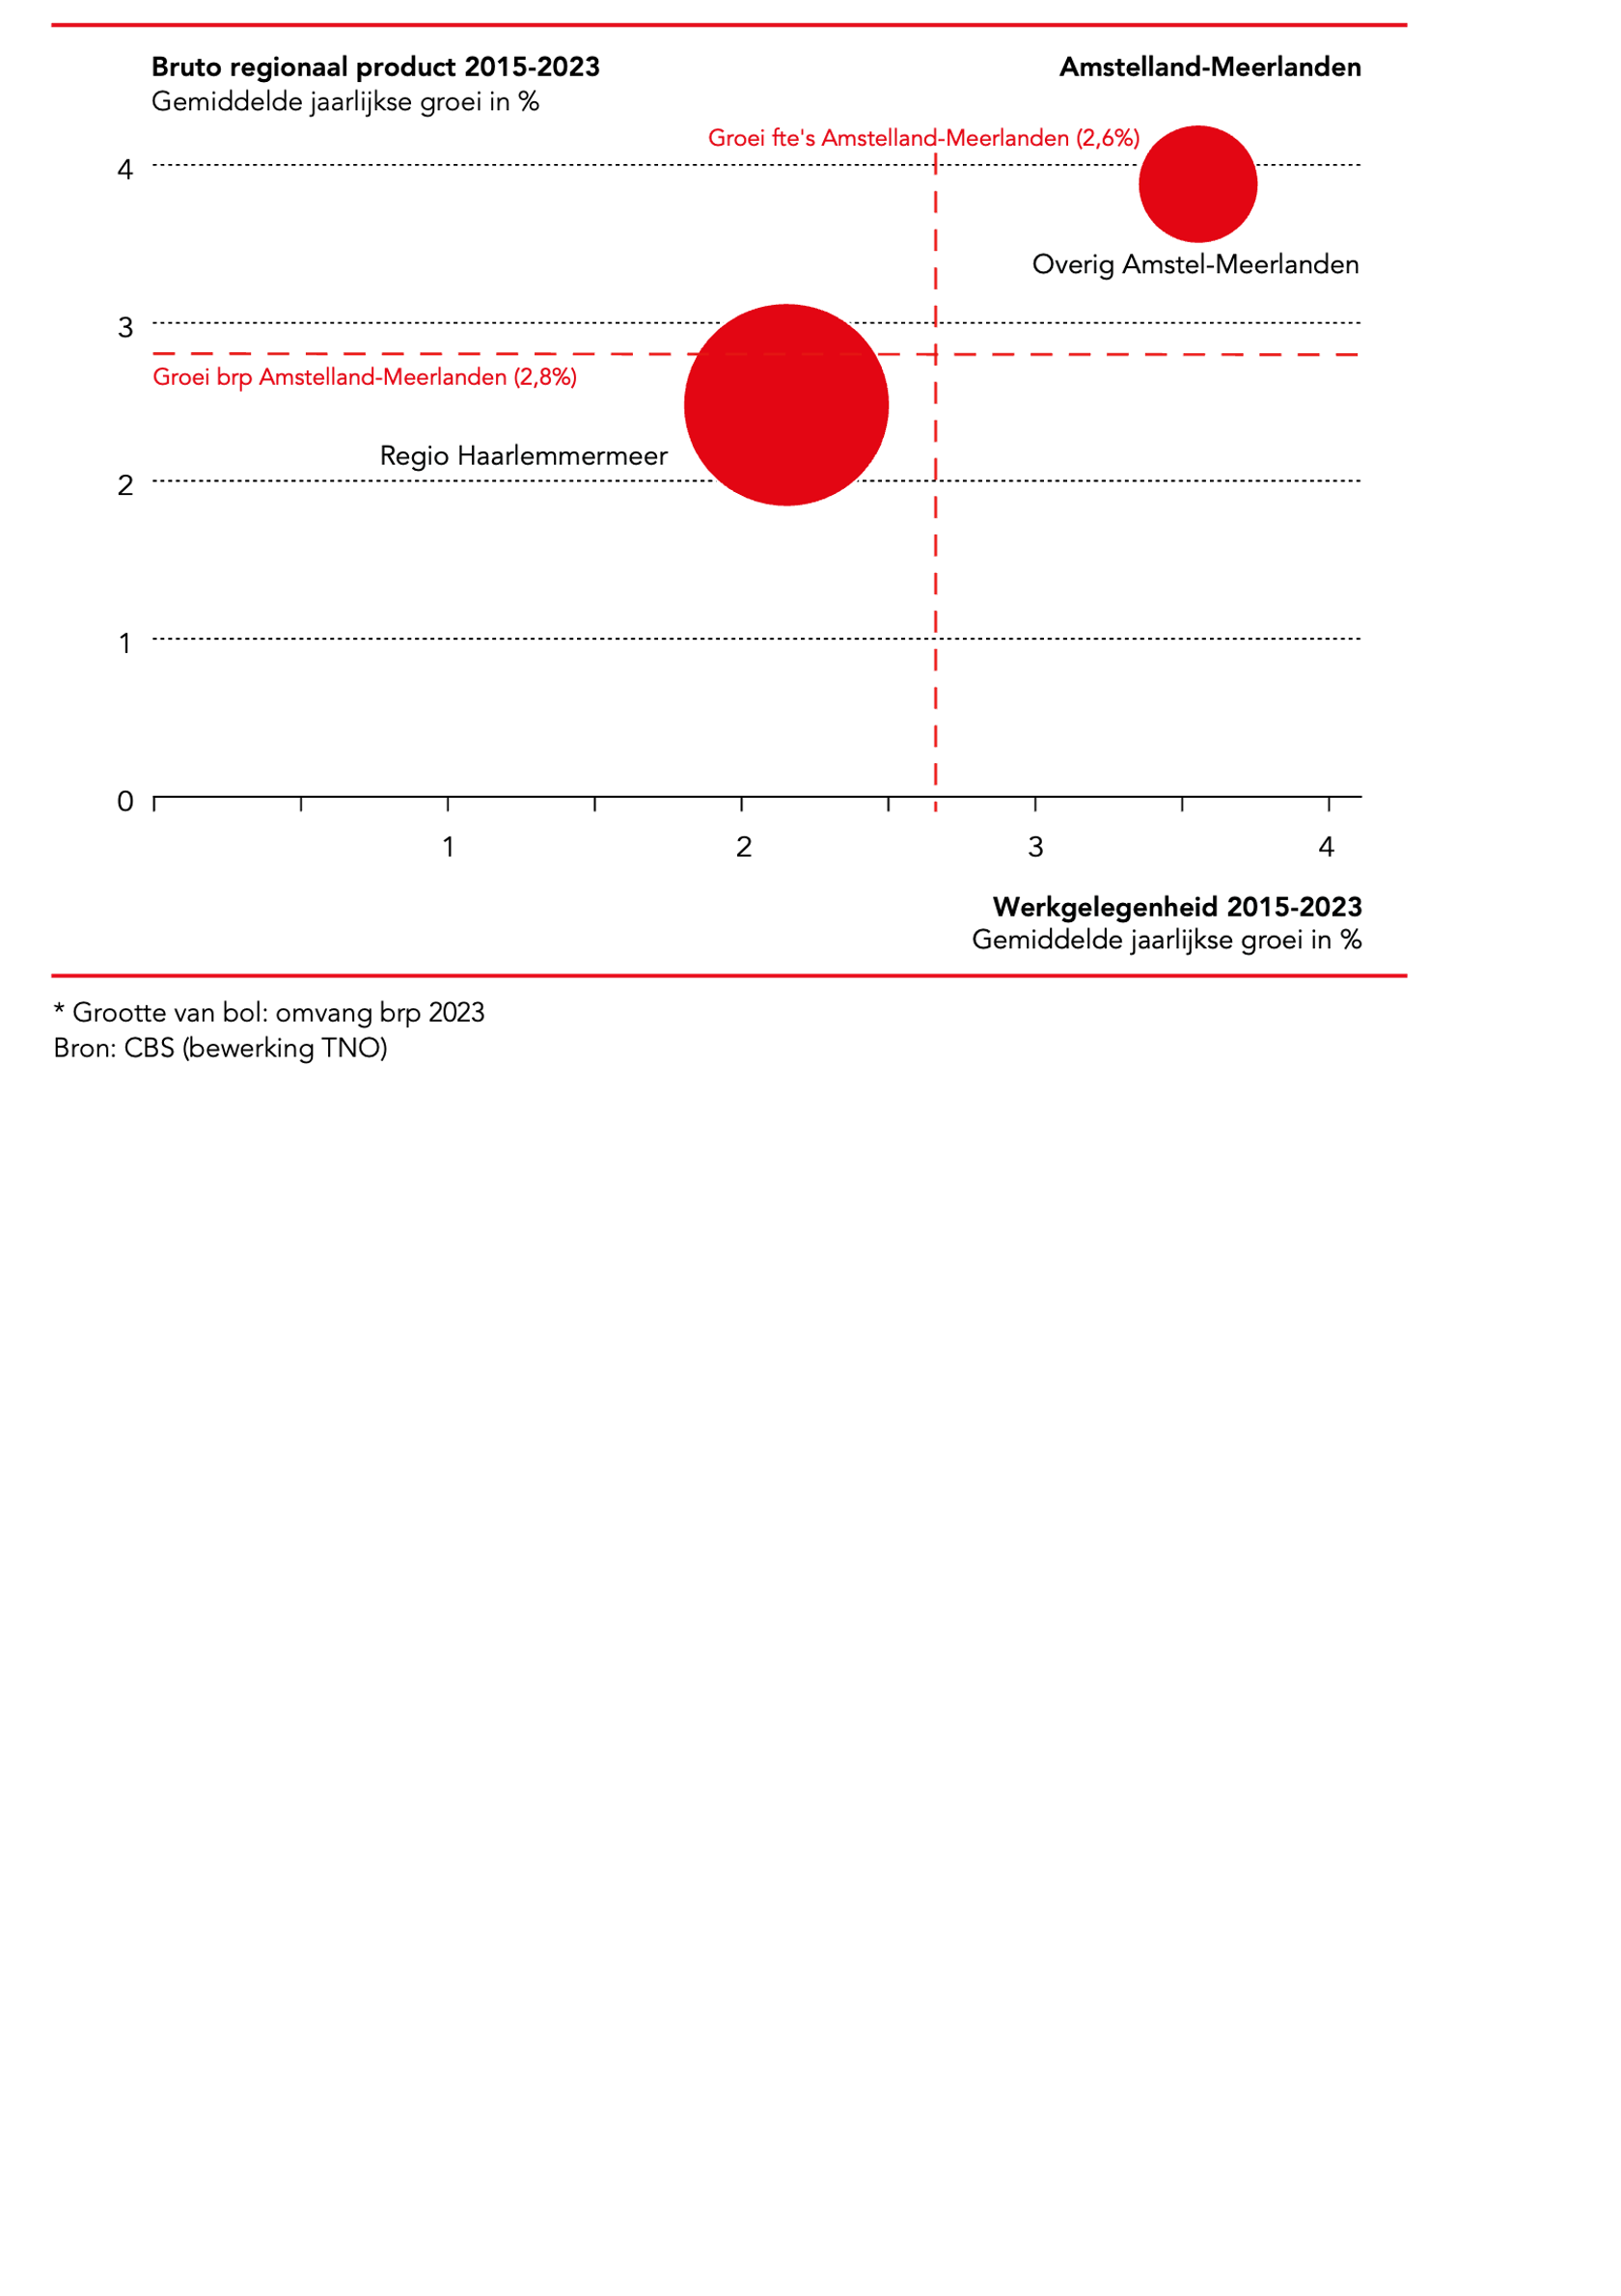 Bruto regionaal product 2015-2023
Amstelland-Meerlanden
Gemiddelde jaarlijkse groei in %
Groei fte's Amstelland-Meerlanden (2,6%)
4
Overig Amstel-Meerlanden
3
Groei brp Amstelland-Meerlanden (2,8%)
Regio Haarlemmermeer
2
1
0
1 2 3 4
Werkgelegenheid 2015-2023
Gemiddelde jaarlijkse groei in %
* Grootte van bol: omvang brp 2023
Bron: CBS (bewerking TNO)